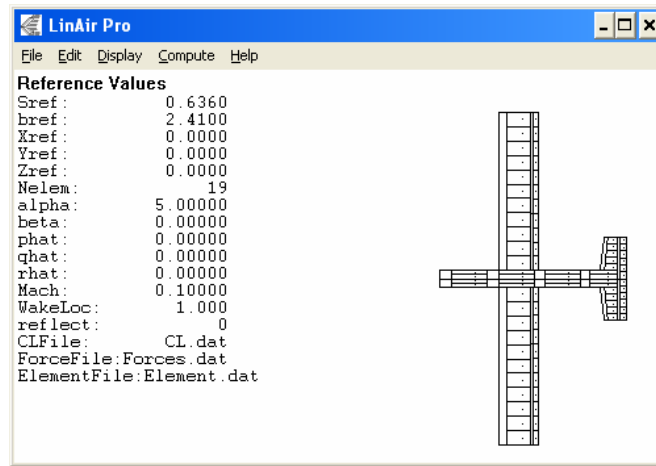 LinAir Pro
File Edit Display Compute Help
Reference Values
Sref: 0.6360
bref: 2.4100
Xref: 0.0000
Yref: 0.0000
Zref: 0.0000
Nelem: 19
alpha: 5.00000
beta: 0.00000
phat: 0.00000
qhat: 0.00000
rhat: 0.00000
Mach: 0.10000
WakeLoc: 1.000
reflect: 0
CLFile: CL.dat
ForceFile:Forces.dat
ElementFile:Element.dat